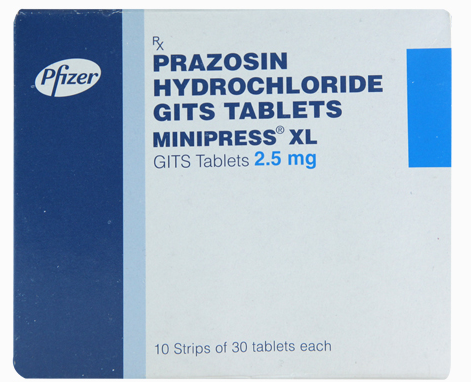 Pfizer
Rx
PRAZOSIN
HYDROCHLORIDE
GITS TABLETS
MINIPRESS® XL
GITS Tablets 2.5 mg
10 Strips of 30 tablets each